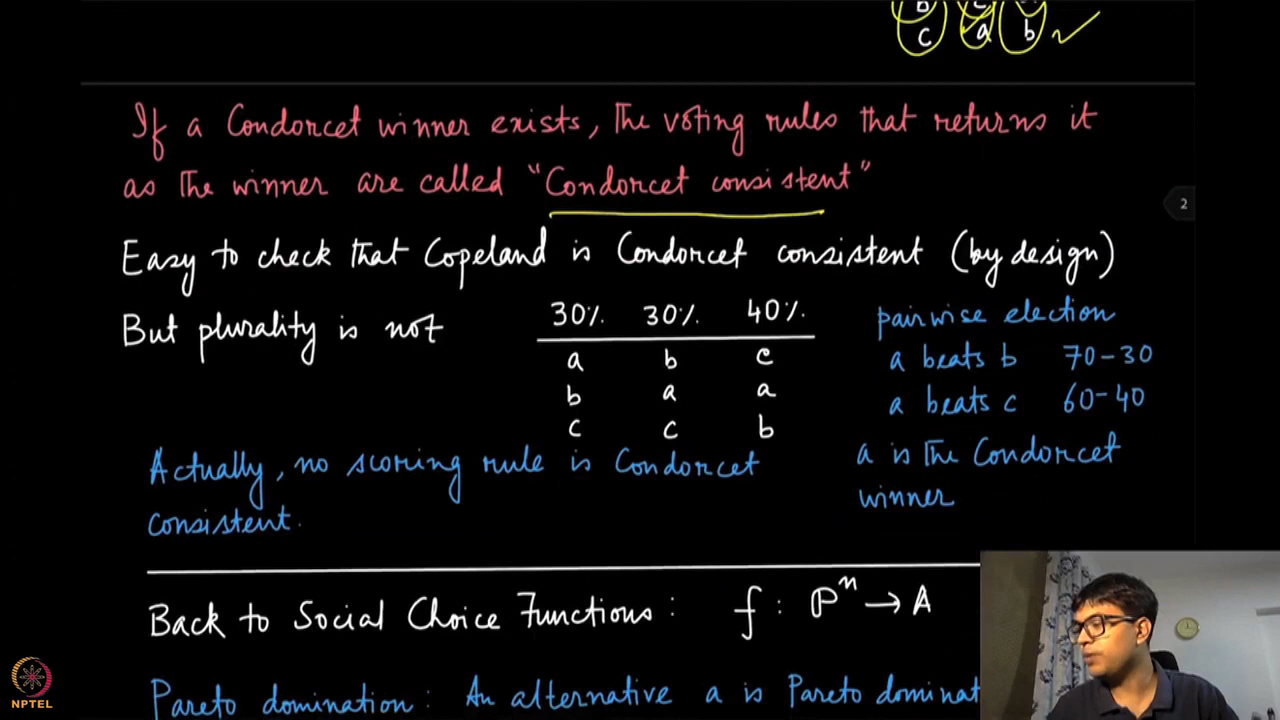 b c
c a b
If a Condorcet winner exists, the voting rules that returns it
as the winner are called "Condorcet consistent"
2
Easy to check that Copeland is Condorcet consistent (by design)
But plurality is not
30% 30% 40%
a b c
b a a
c c b
pairwise election
a beats b 70-30
a beats c 60-40
a is the Condorcet
winner
Actually, no scoring rule is Condorcet
consistent.
Back to Social Choice Functions: f: ℙⁿ → A
Pareto domination: An alternative a is Pareto dominat
NPTEL